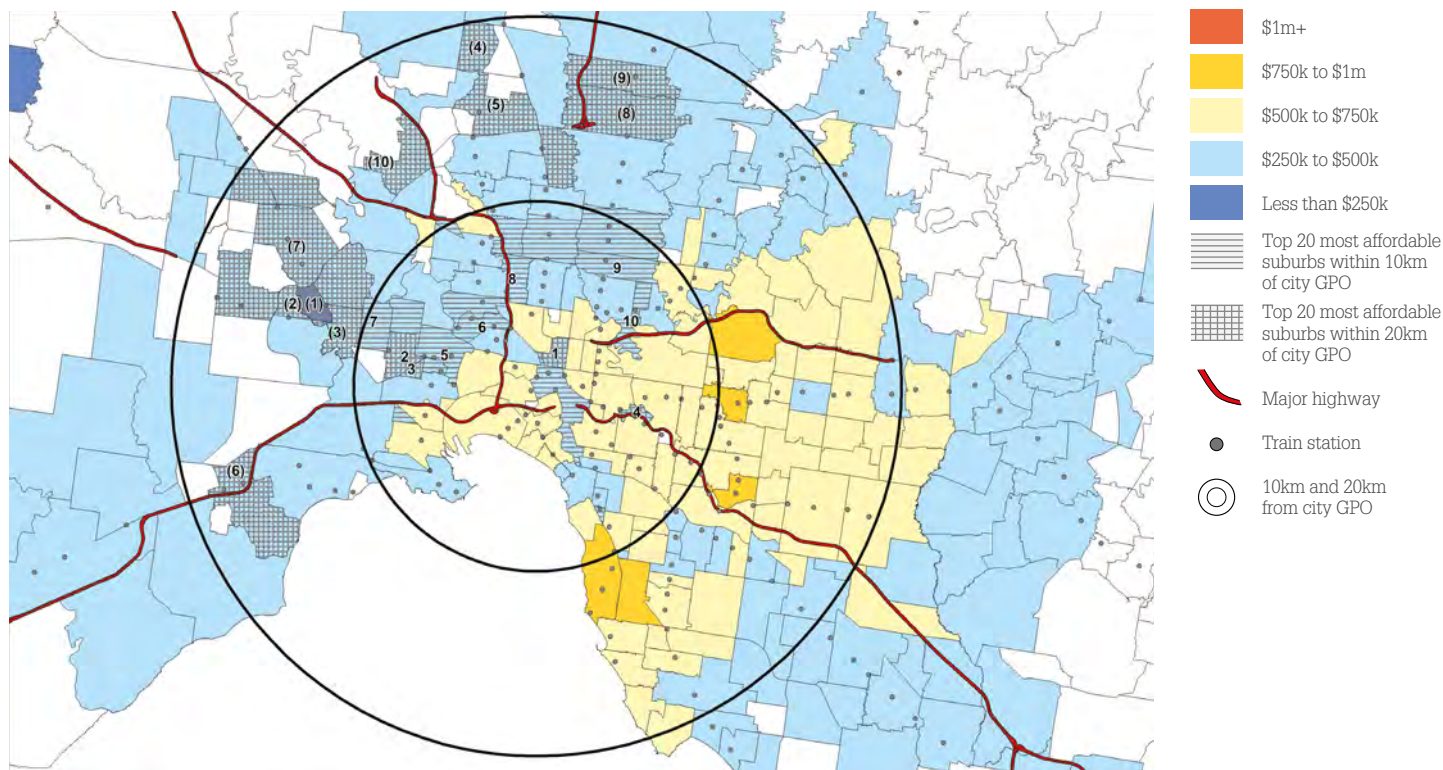 (4)
(9)
(5)
(8)
(10)
(7)
9
8
(2) (1)
(3)
7
6
10
2
3
5
1
4
(6)
$1m+
$750k to $1m
$500k to $750k
$250k to $500k
Less than $250k
Top 20 most affordable
suburbs within 10km
of city GPO
Top 20 most affordable
suburbs within 20km
of city GPO
Major highway
Train station
10km and 20km
from city GPO